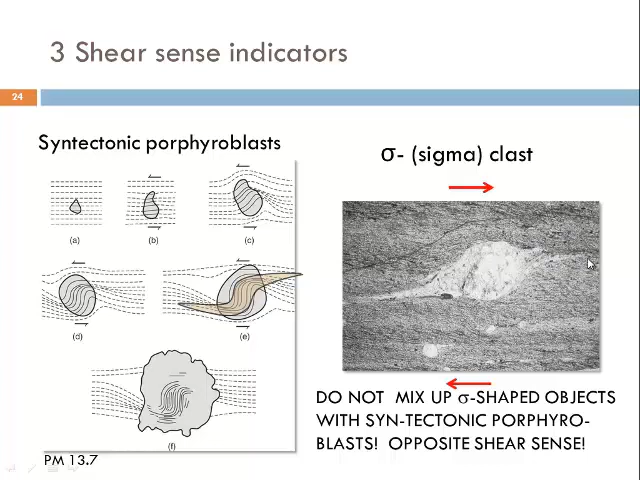 3 Shear sense indicators
24
Syntectonic porphyroblasts
σ- (sigma) clast
(a)
(b)
(c)
(d)
(e)
(f)
PM 13.7
DO NOT MIX UP σ-SHAPED OBJECTS
WITH SYN-TECTONIC PORPHYRO-
BLASTS! OPPOSITE SHEAR SENSE!